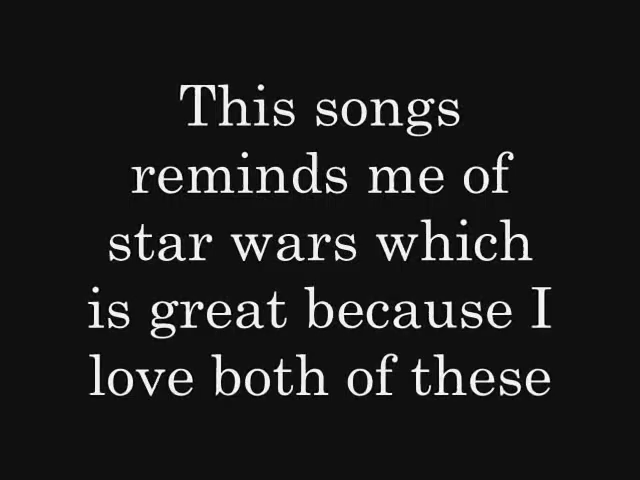 This songs
reminds me of
star wars which
is great because I
love both of these